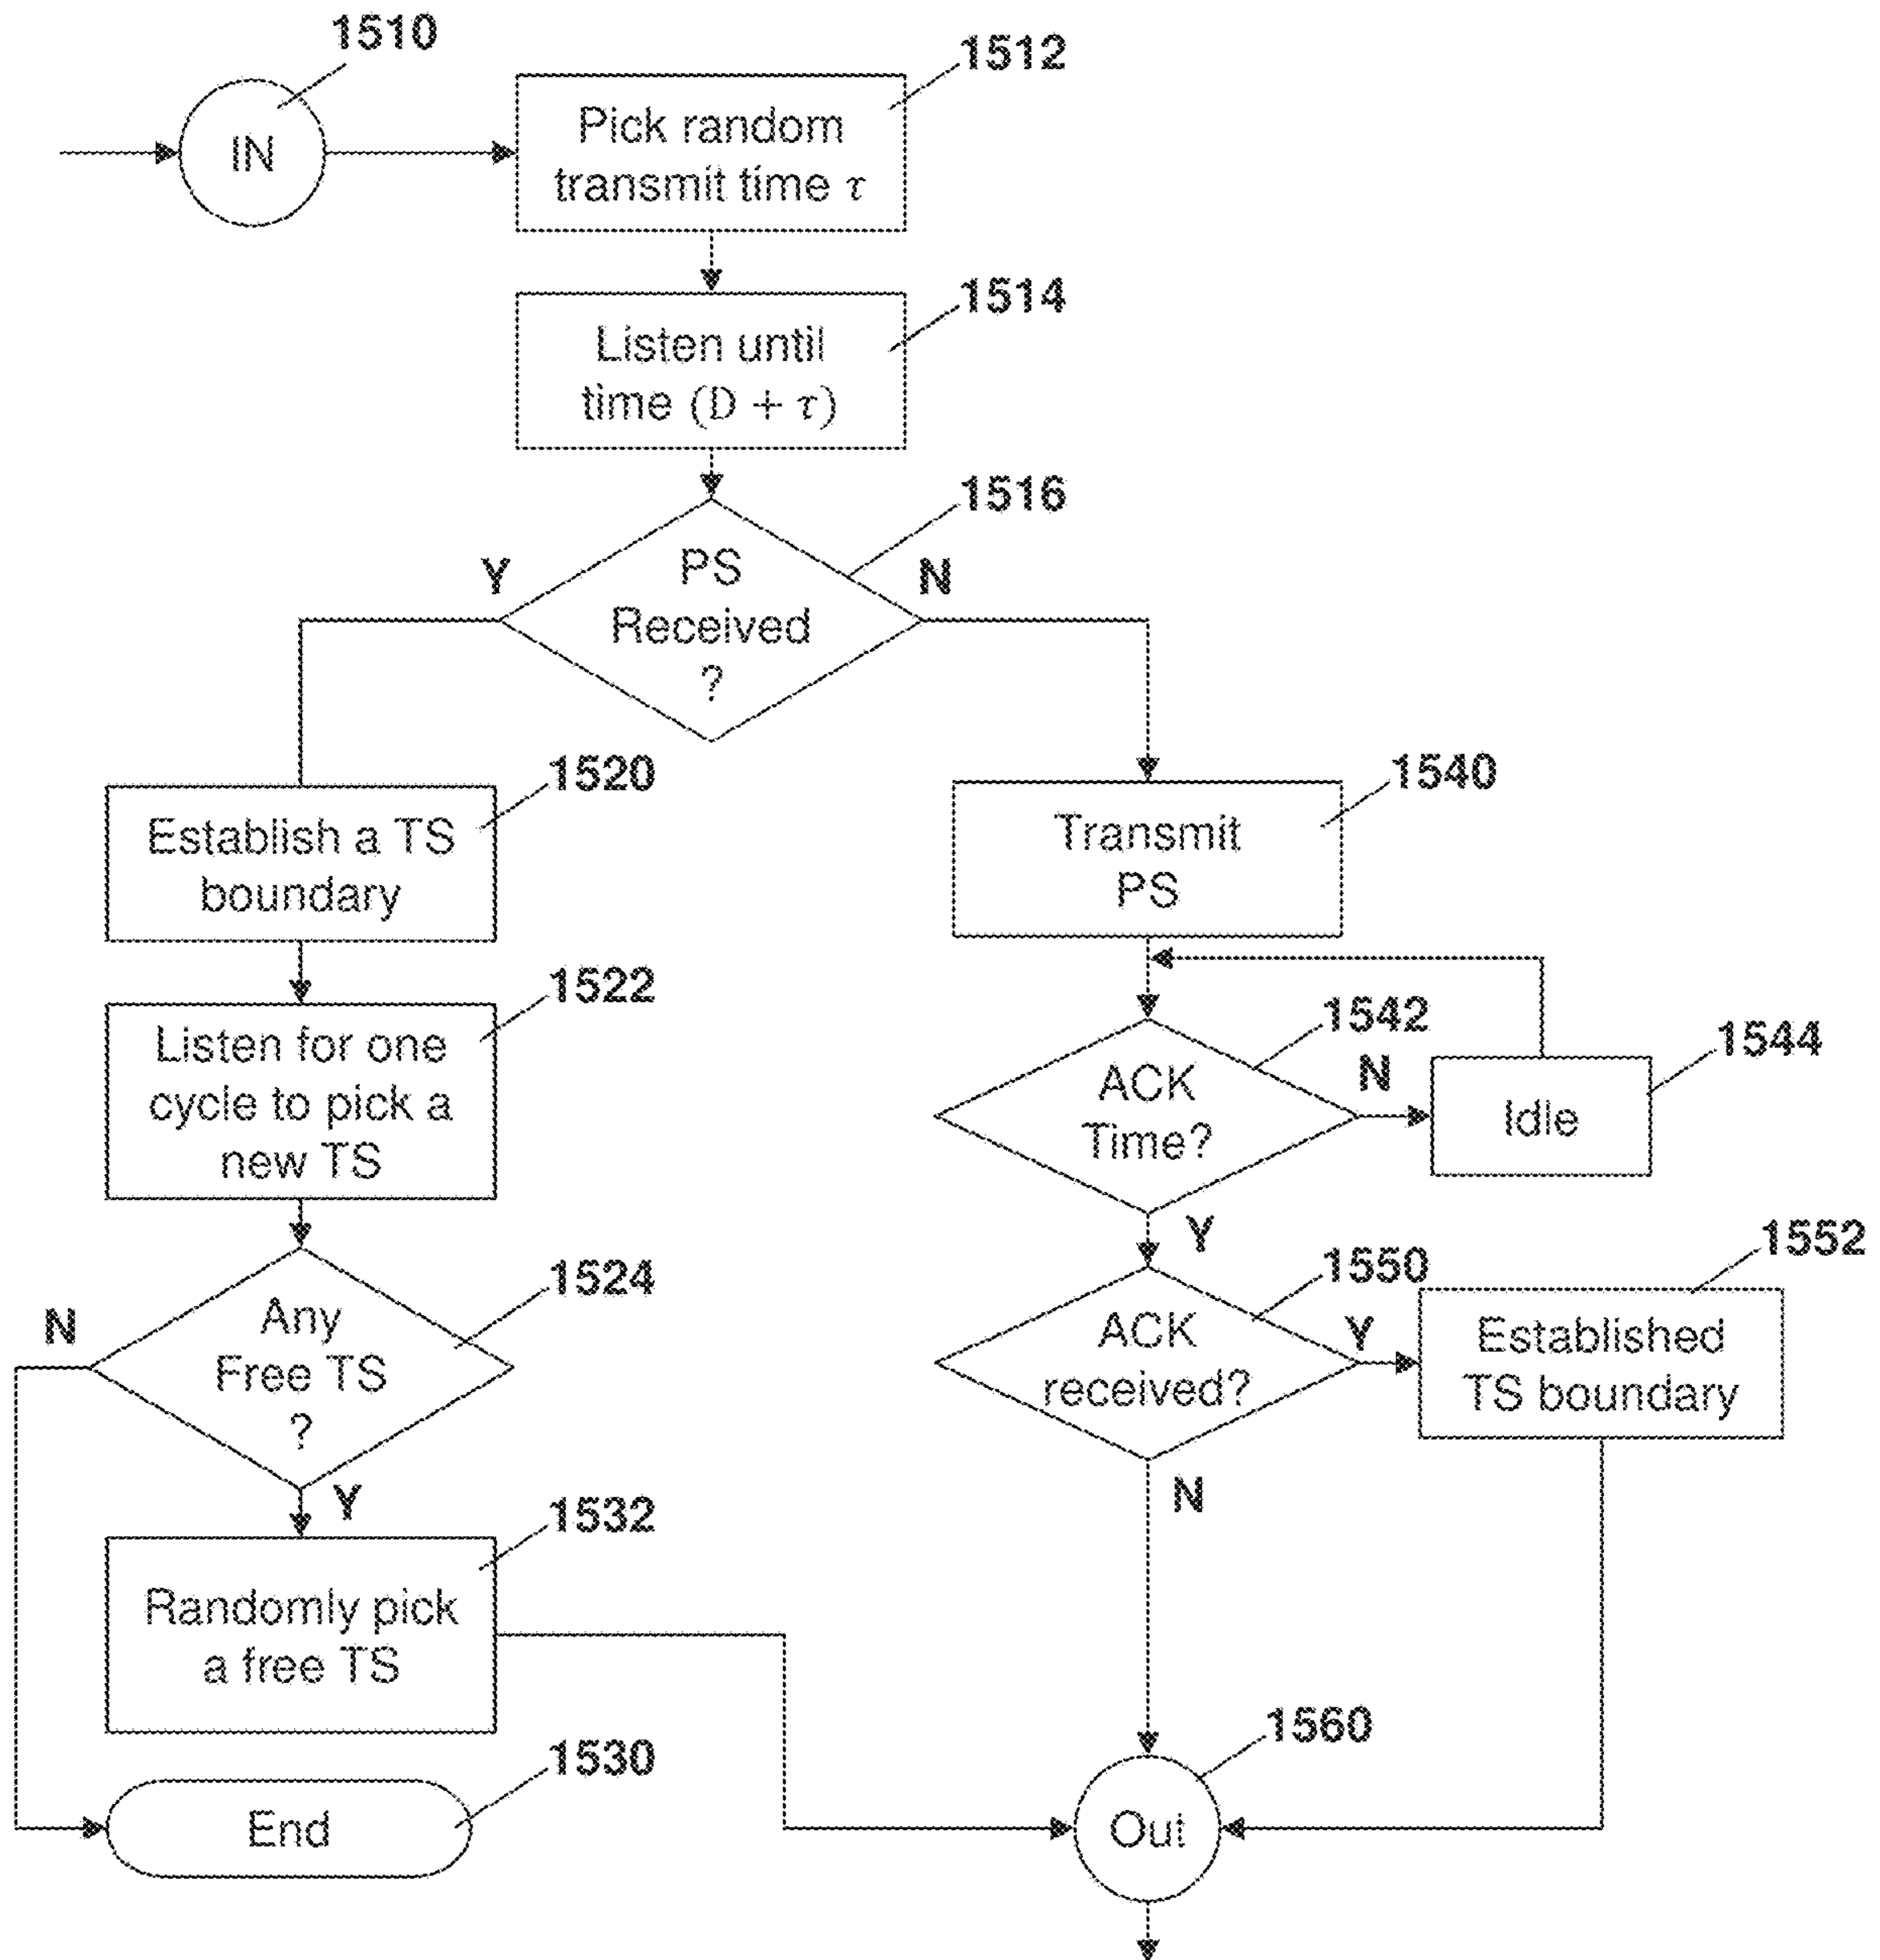 1510
IN
1512
Pick random
transmit time τ
1514
Listen until
time (D + τ)
1516
PS
Received
?
Y
N
1520
Establish a TS
boundary
1540
Transmit
PS
1522
Listen for one
cycle to pick a
new TS
1542
ACK
Time?
N
1544
Idle
Y
1524
Any
Free TS
?
N
Y
1550
ACK
received?
Y
1552
Established
TS boundary
N
1532
Randomly pick
a free TS
1530
End
1560
Out